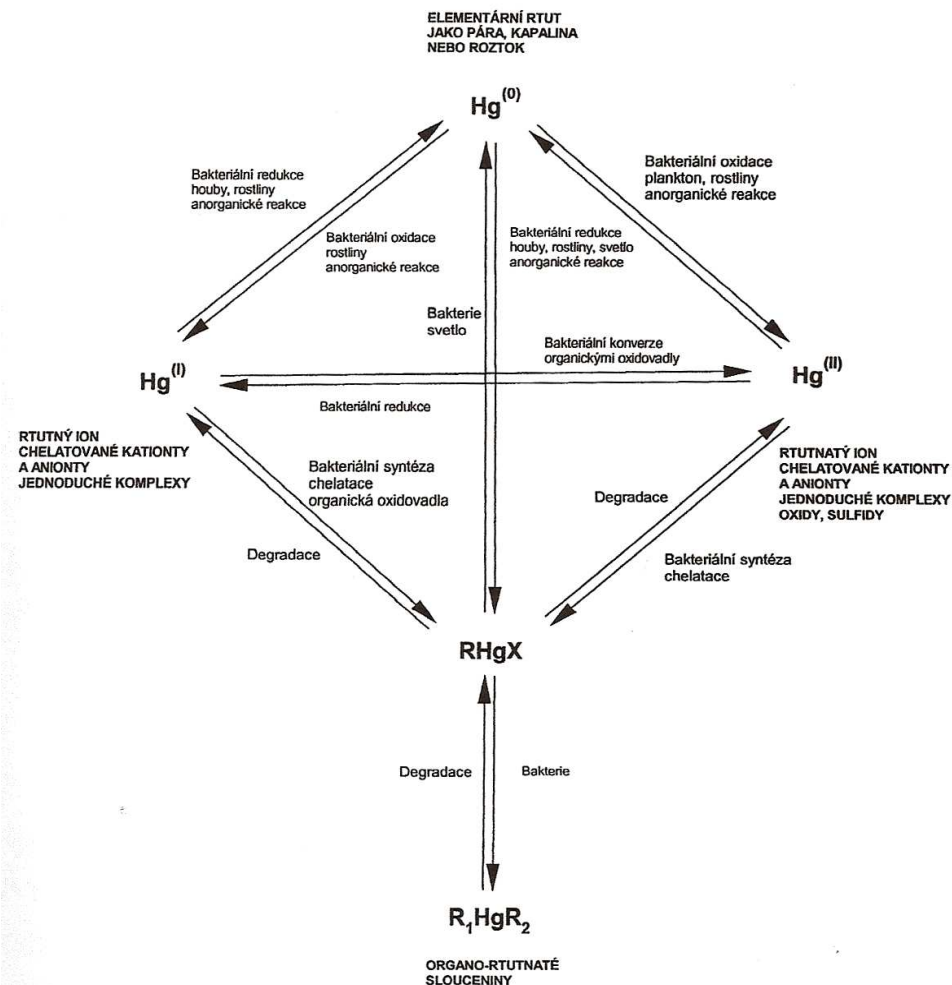 ELEMENTÁRNÍ RTUT
JAKO PÁRA, KAPALINA
NEBO ROZTOK
Hg(0)
Bakteriální redukce
houby, rostliny
anorganické reakce
Bakteriální oxidace
plankton, rostliny
anorganické reakce
Bakteriální oxidace
rostliny
anorganické reakce
Bakteriální redukce
houby, rostliny, svetlo
anorganické reakce
Bakterie
svetlo
Bakteriální konverze
organickými oxidovadly
Hg(I)
Hg(II)
Bakteriální redukce
RTUTNÝ ION
CHELATOVANÉ KATIONTY
A ANIONTY
JEDNODUCHÉ KOMPLEXY
RTUTNATÝ ION
CHELATOVANÉ KATIONTY
A ANIONTY
JEDNODUCHÉ KOMPLEXY
OXIDY, SULFIDY
Bakteriální syntéza
chelatace
organická oxidovadla
Degradace
Degradace
Bakteriální syntéza
chelatace
RHgX
Degradace
Bakterie
R1HgR2
ORGANO-RTUTNATÉ
SLOUCENINY